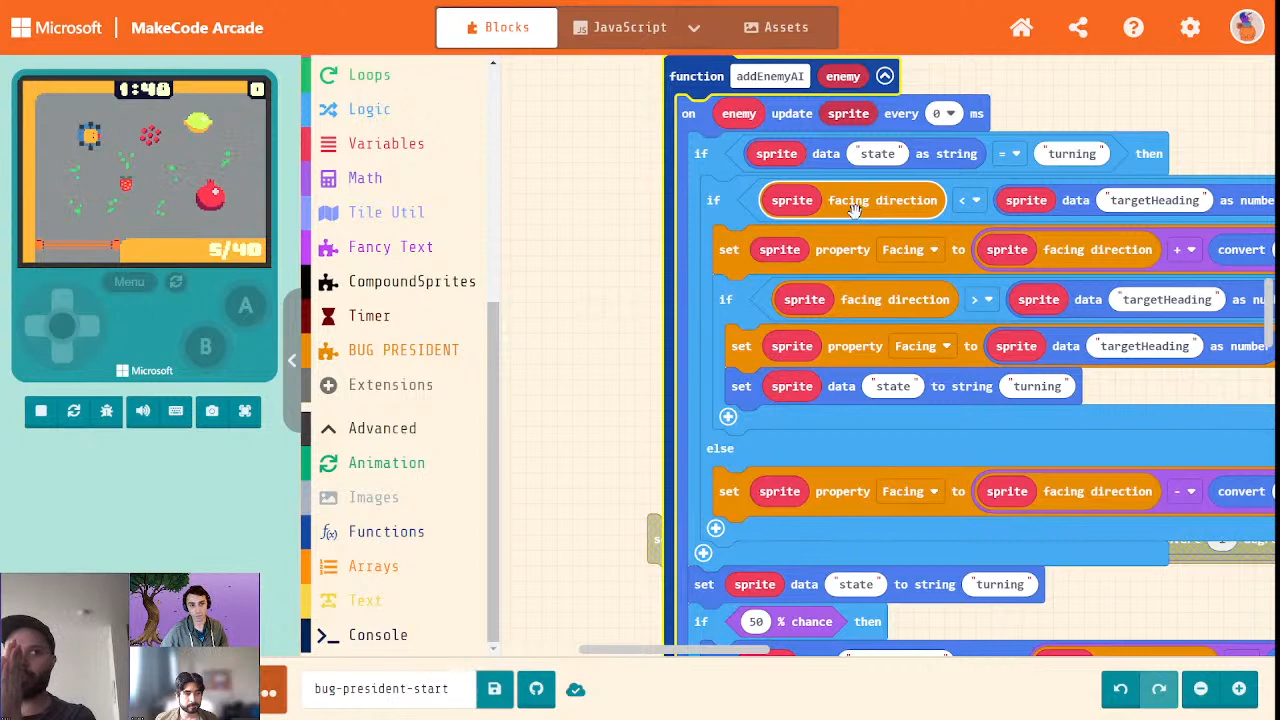 Microsoft
MakeCode Arcade
Blocks
JavaScript
Assets
1:48
0
5/40
Menu
A
B
Microsoft
Loops
Logic
Variables
Math
Tile Util
Fancy Text
CompoundSprites
Timer
BUG PRESIDENT
Extensions
Advanced
Animation
Images
Functions
Arrays
Text
Console
function addEnemyAI enemy
on enemy update sprite every 0 ms
if sprite data "state" as string = "turning" then
if sprite facing direction < sprite data "targetHeading" as numbe
set sprite property Facing to sprite facing direction + convert
if sprite facing direction > sprite data "targetHeading" as nu
set sprite property Facing to sprite data "targetHeading" as number
set sprite data "state" to string "turning"
else
set sprite property Facing to sprite facing direction - convert
set sprite data "state" to string "turning"
if 50 % chance then
bug-president-start